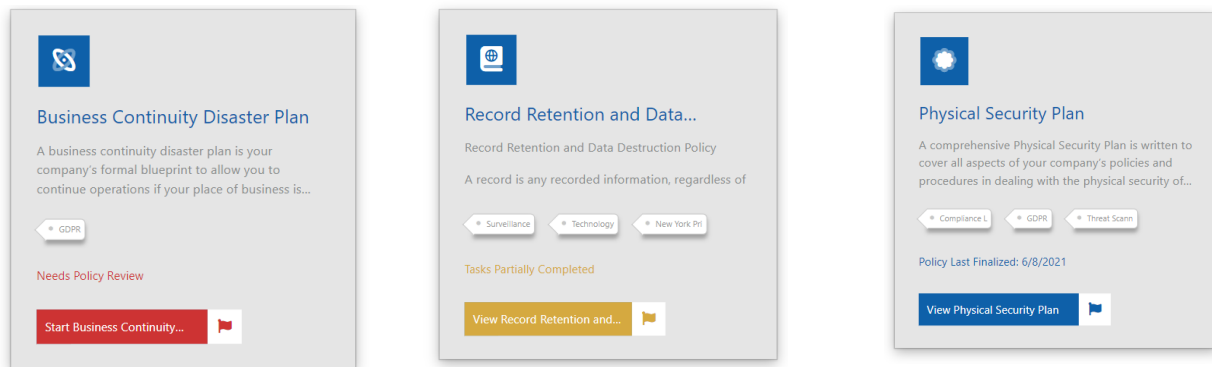 Business Continuity Disaster Plan
A business continuity disaster plan is your
company's formal blueprint to allow you to
continue operations if your place of business is...
GDPR
Needs Policy Review
Start Business Continuity...
Record Retention and Data...
Record Retention and Data Destruction Policy
A record is any recorded information, regardless of
Surveillance
Technology
New York Pri
Tasks Partially Completed
View Record Retention and...
Physical Security Plan
A comprehensive Physical Security Plan is written to
cover all aspects of your company's policies and
procedures in dealing with the physical security of...
Compliance L
GDPR
Threat Scann
Policy Last Finalized: 6/8/2021
View Physical Security Plan